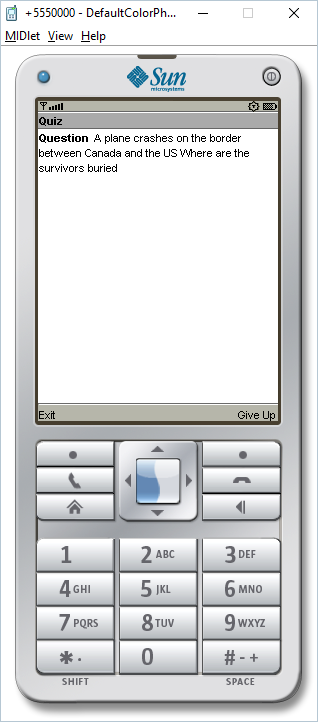 +5550000 - DefaultColorPh...
MIDlet View Help
Sun
microsystems
Quiz
Question A plane crashes on the border
between Canada and the US Where are the
survivors buried
Exit Give Up
1 2 ABC 3 DEF
4 GHI 5 JKL 6 MNO
7 PQRS 8 TUV 9 WXYZ
* . 0 # - +
SHIFT SPACE